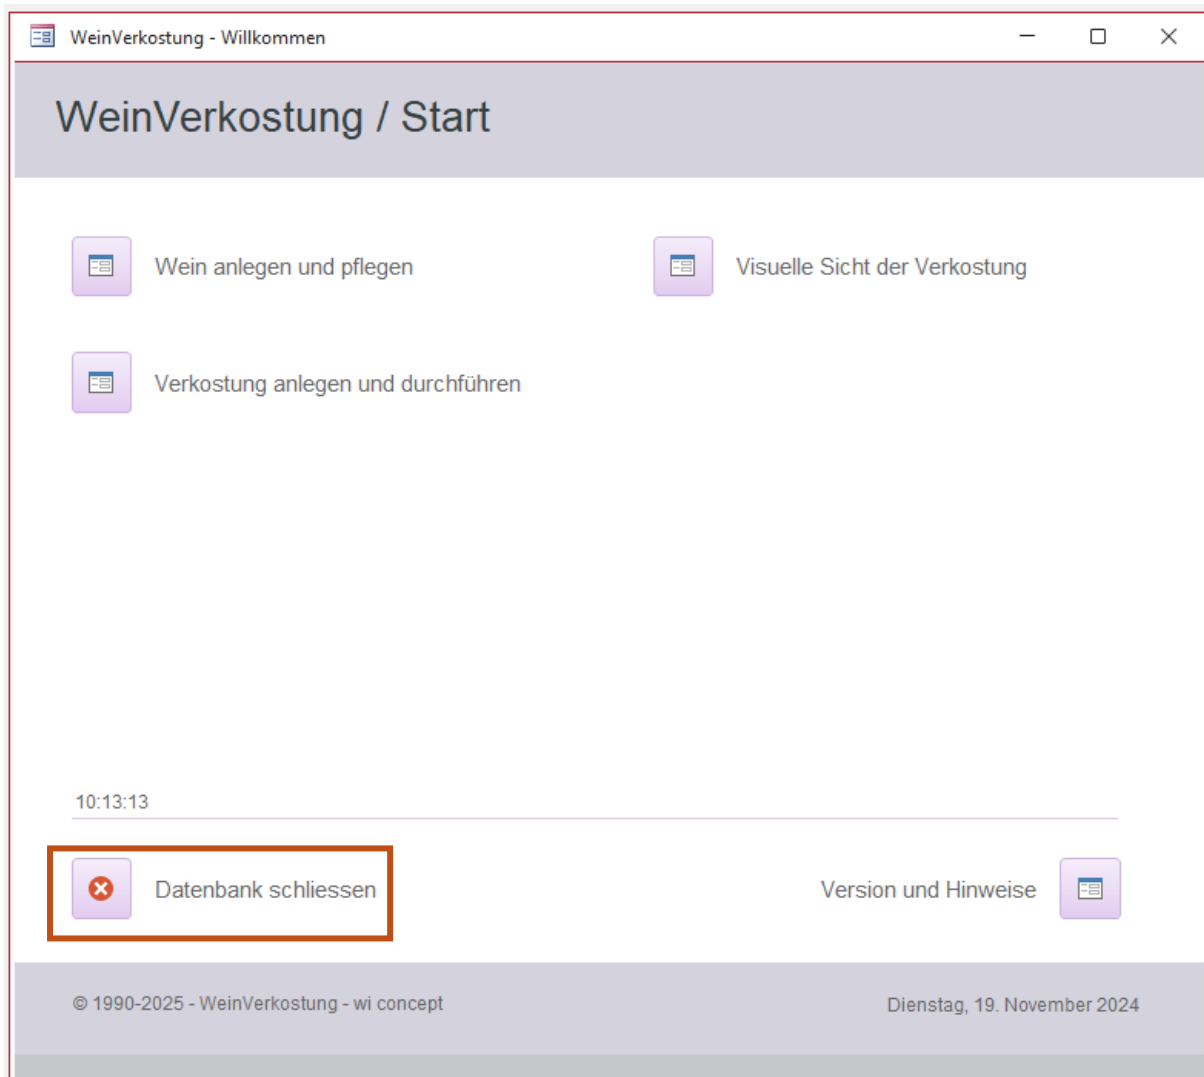 WeinVerkostung - Willkommen
WeinVerkostung / Start
Wein anlegen und pflegen
Visuelle Sicht der Verkostung
Verkostung anlegen und durchführen
10:13:13
Datenbank schliessen
Version und Hinweise
© 1990-2025 - WeinVerkostung - wi concept
Dienstag, 19. November 2024